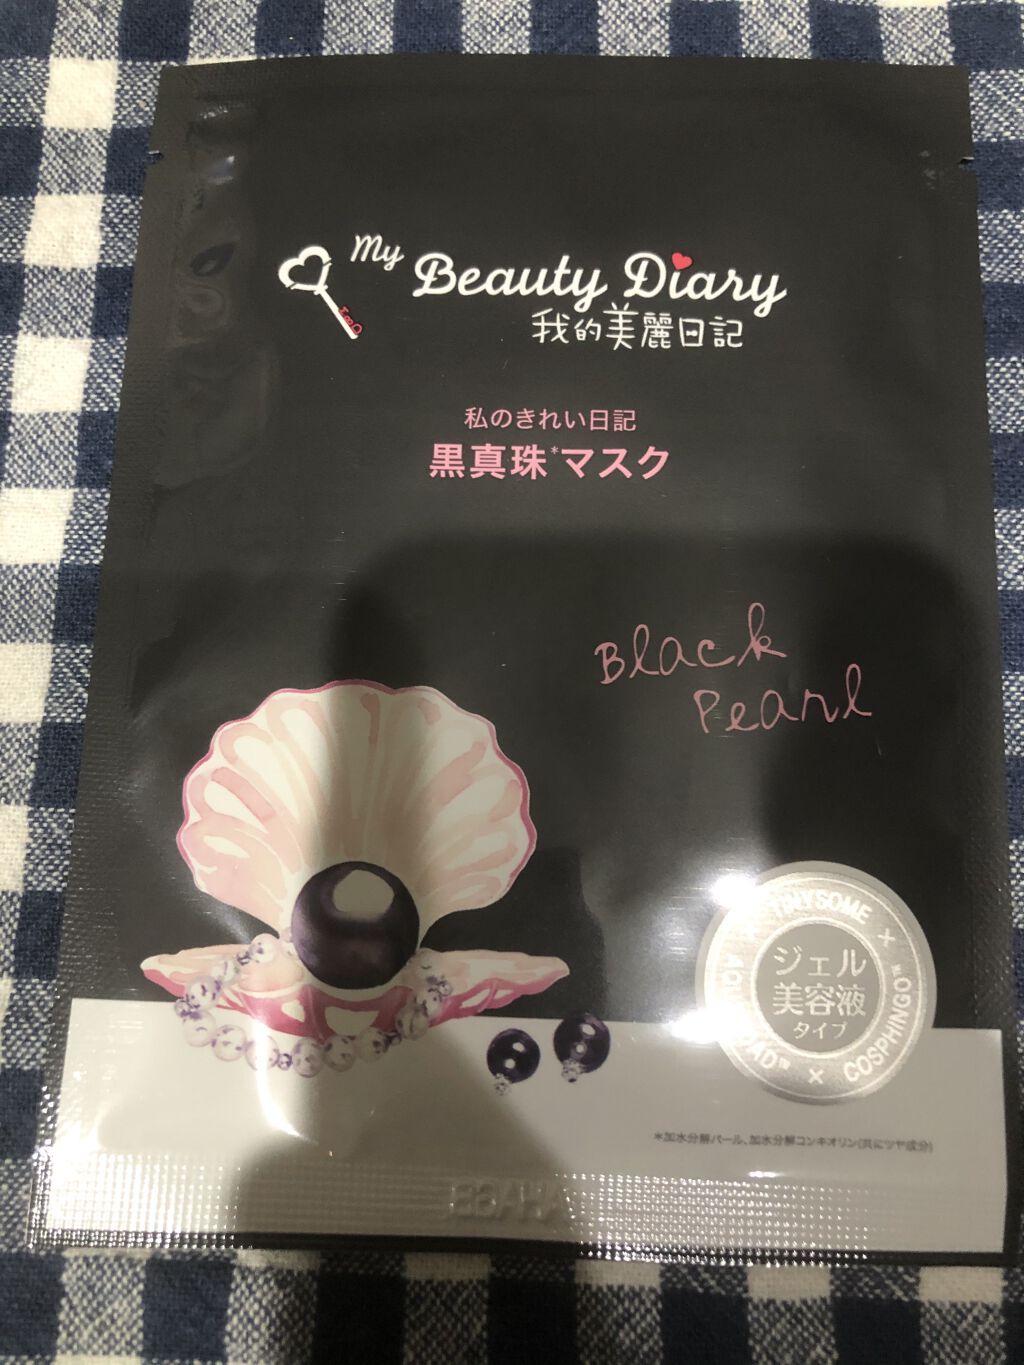 My Beauty Diary
我的美麗日記
私のきれい日記
黒真珠*マスク
Black
Pearl
TINYSOME × COSPHINGO™ ×
ジェル
美容液
タイプ
*加水分解パール、加水分解コンキオリン(共にツヤ成分)